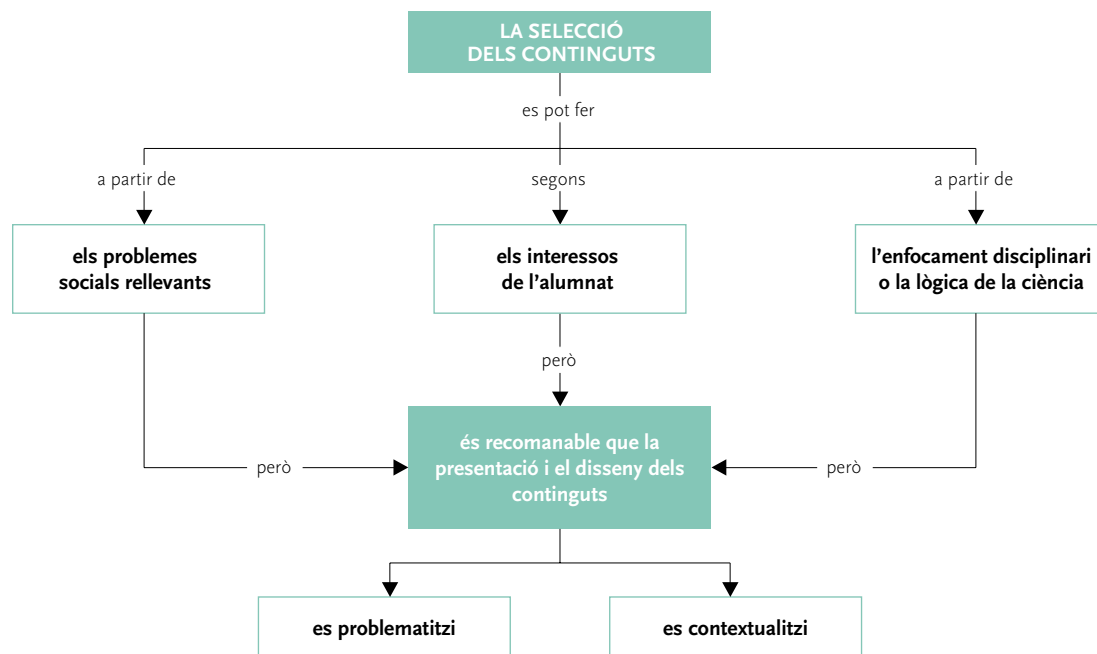 LA SELECCIÓ
DELS CONTINGUTS
es pot fer
a partir de
segons
a partir de
els problemes
socials rellevants
els interessos
de l’alumnat
l’enfocament disciplinari
o la lògica de la ciència
però
és recomanable que la
presentació i el disseny dels
continguts
però
però
es problematitzi
es contextualitzi